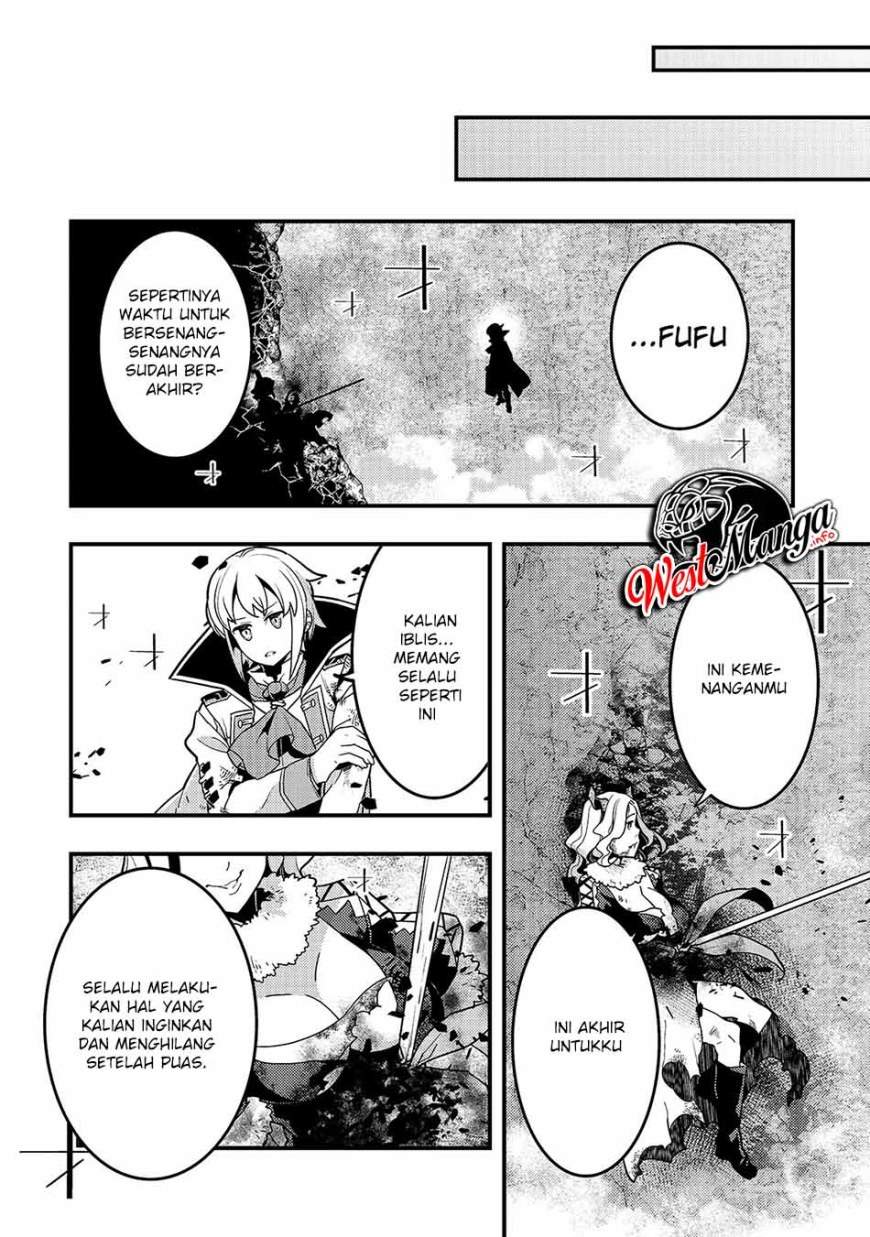 ...FUFU
SEPERTINYA
WAKTU UNTUK
BERSENANG-
SENANGNYA
SUDAH BER-
AKHIR?
WestManga
.info
INI KEME-
NANGANMU
INI AKHIR
UNTUKKU
KALIAN
IBLIS...
MEMANG
SELALU
SEPERTI
INI
SELALU MELAKU-
KAN HAL YANG
KALIAN INGINKAN
DAN MENGHILANG
SETELAH PUAS.